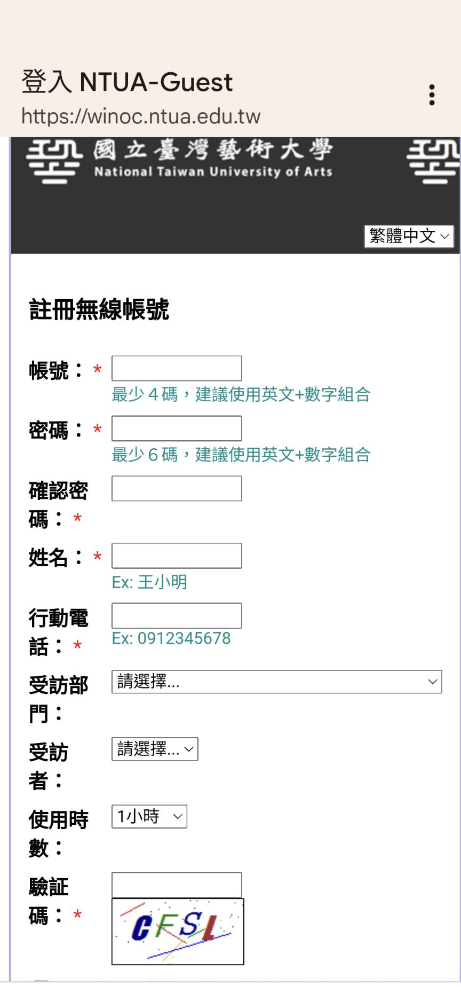 登入 NTUA-Guest
https://winoc.ntua.edu.tw
國立臺灣藝術大學
National Taiwan University of Arts
繁體中文
註冊無線帳號
帳號： *
最少４碼，建議使用英文+數字組合
密碼： *
最少６碼，建議使用英文+數字組合
確認密
碼： *
姓名： *
Ex: 王小明
行動電
話： *
Ex: 0912345678
受訪部
門：
請選擇...
受訪
者：
請選擇...
使用時
數：
1小時
驗証
碼： *